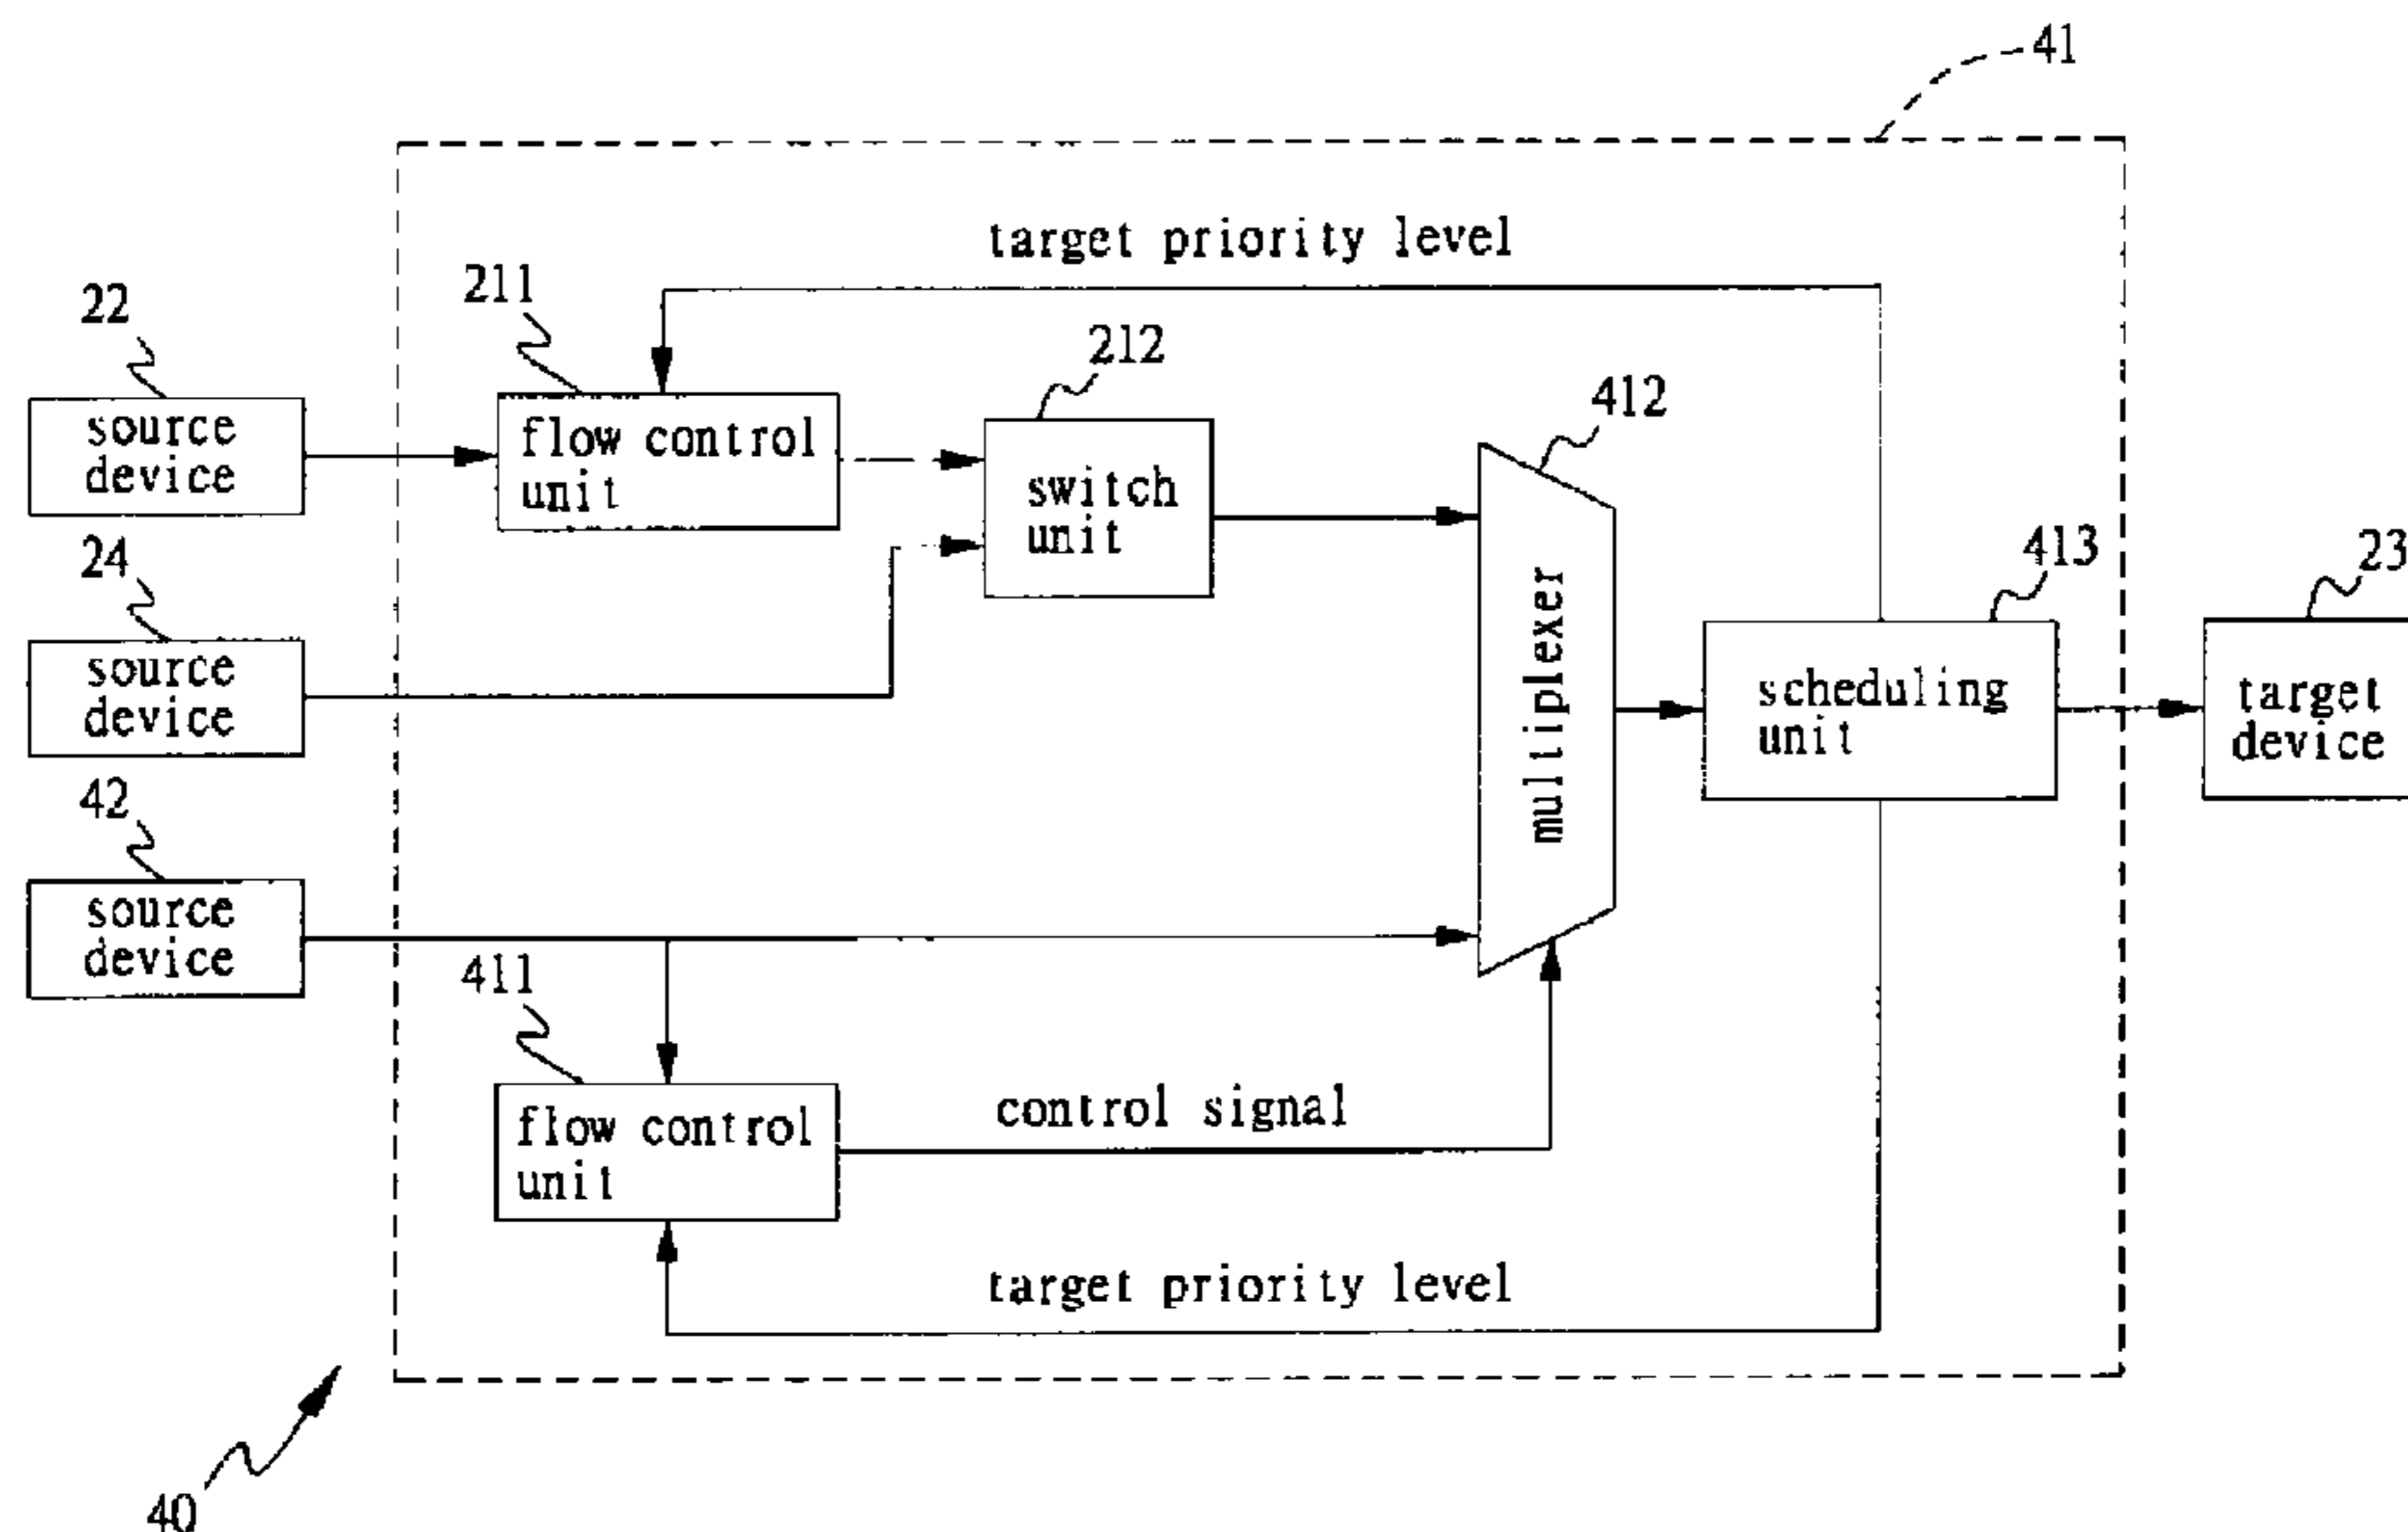 41
target priority level
211
22
212
412
source
device
flow control
unit
switch
unit
24
413
23
source
device
multiplexer
scheduling
unit
target
device
42
source
device
411
flow control
unit
control signal
target priority level
40